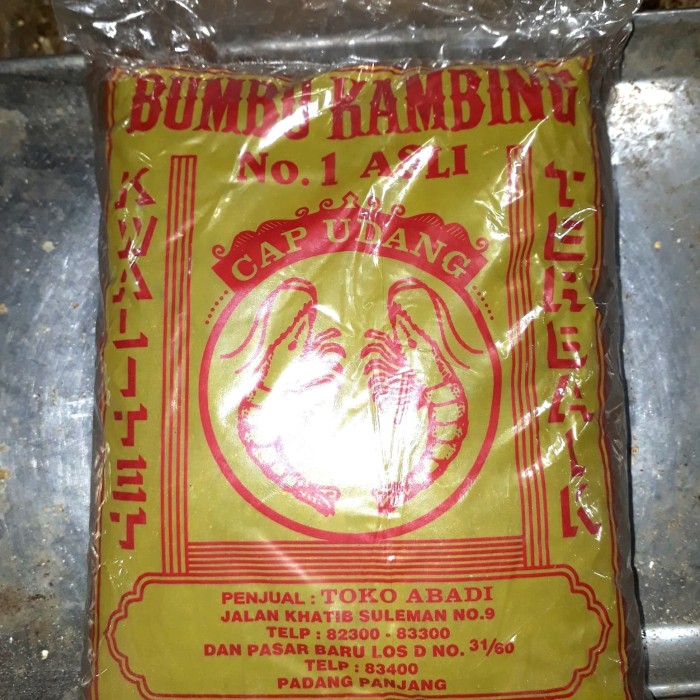 BUMBU KAMBING
No.1 ASLI
KWALITET
TERBAIK
CAP UDANG
PENJUAL : TOKO ABADI
JALAN KHATIB SULEMAN NO.9
TELP : 82300 - 83300
DAN PASAR BARU LOS D NO. 31/60
TELP : 83400
PADANG PANJANG